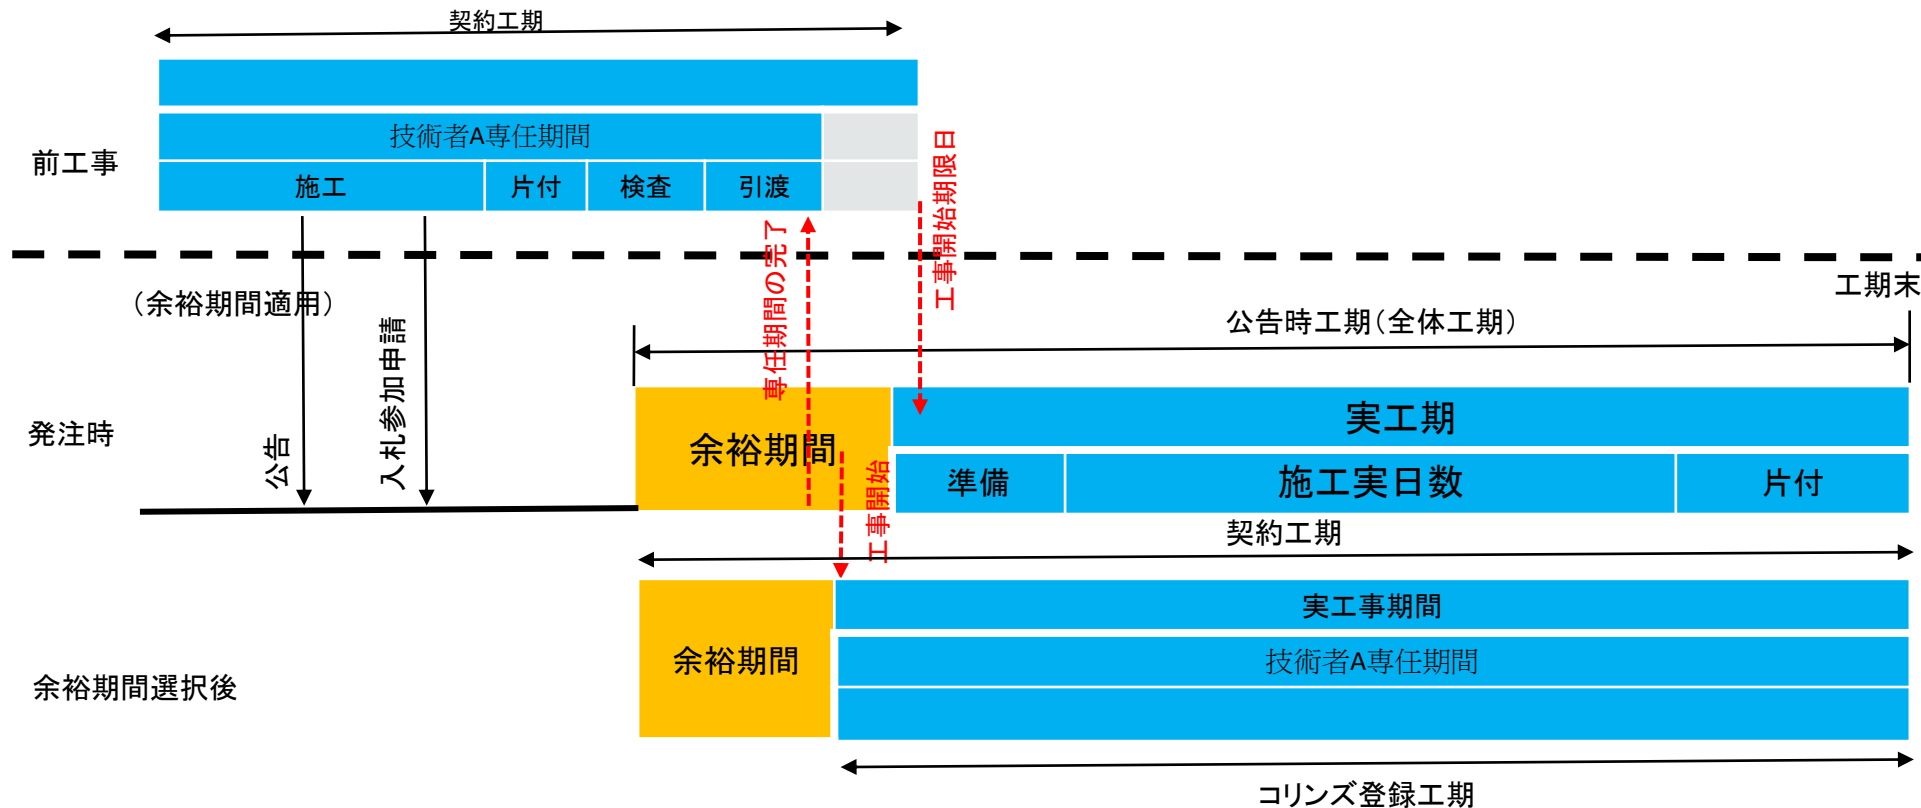 契約工期
技術者A専任期間
前工事
施工
片付
検査
引渡
工事開始期限日
専任期間の完了
（余裕期間適用）
工期末
公告時工期（全体工期）
入札参加申請
公告
発注時
余裕期間
実工期
準備
施工実日数
片付
工事開始
契約工期
実工事期間
余裕期間
技術者A専任期間
余裕期間選択後
コリンズ登録工期